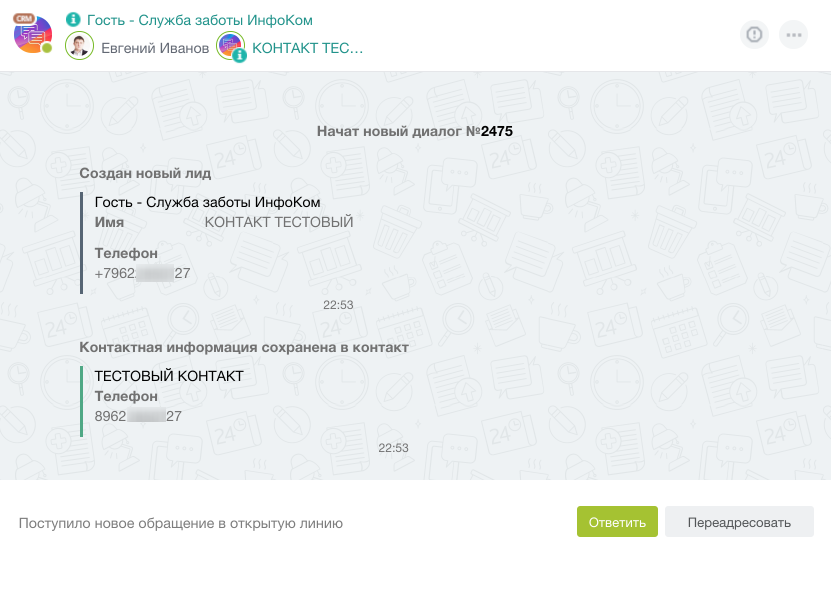 CRM
Гость - Служба заботы ИнфоКом
Евгений Иванов КОНТАКТ ТЕС...
Начат новый диалог №2475
Создан новый лид
Гость - Служба заботы ИнфоКом
Имя КОНТАКТ ТЕСТОВЫЙ
Телефон
+7962 27
22:53
Контактная информация сохранена в контакт
ТЕСТОВЫЙ КОНТАКТ
Телефон
8962 27
22:53
Поступило новое обращение в открытую линию
Ответить
Переадресовать